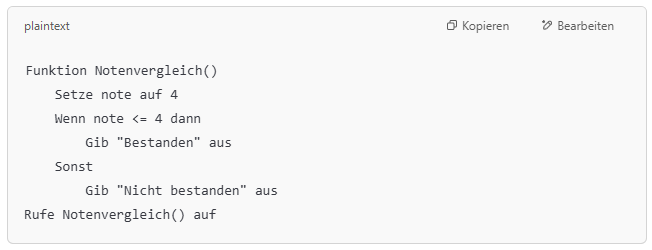 plaintext Kopieren Bearbeiten
Funktion Notenvergleich()
    Setze note auf 4
    Wenn note <= 4 dann
        Gib "Bestanden" aus
    Sonst
        Gib "Nicht bestanden" aus
Rufe Notenvergleich() auf